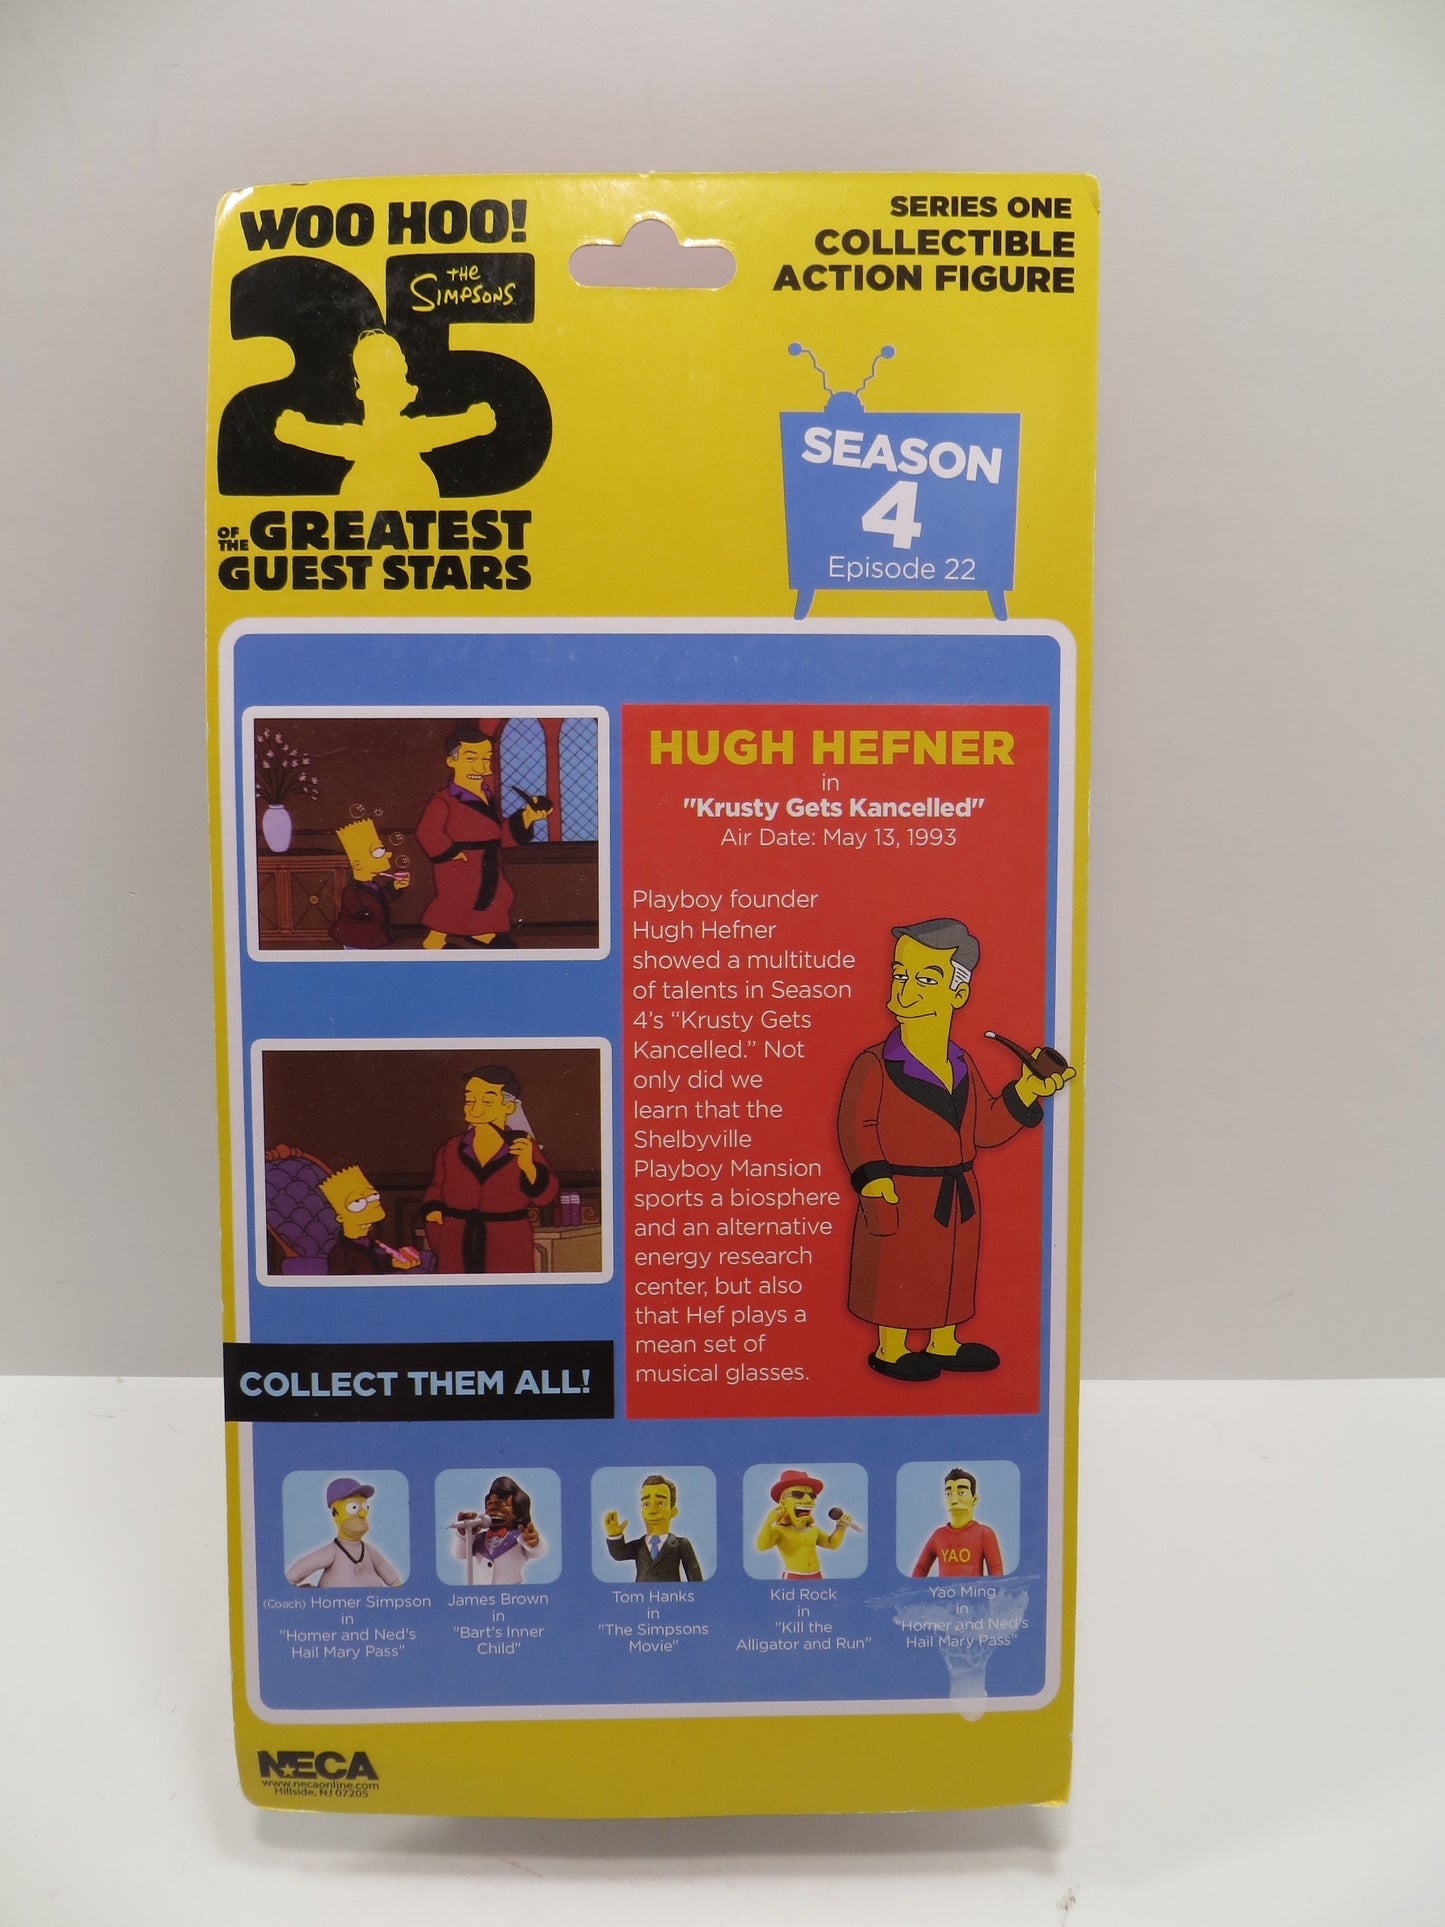 WOO HOO!
25
THE
SIMPSONS
OF THE GREATEST
GUEST STARS
SERIES ONE
COLLECTIBLE
ACTION FIGURE
SEASON
4
Episode 22
HUGH HEFNER
in
"Krusty Gets Kancelled"
Air Date: May 13, 1993
Playboy founder
Hugh Hefner
showed a multitude
of talents in Season
4's “Krusty Gets
Kancelled.” Not
only did we
learn that the
Shelbyville
Playboy Mansion
sports a biosphere
and an alternative
energy research
center, but also
that Hef plays a
mean set of
musical glasses.
COLLECT THEM ALL!
(Coach) Homer Simpson
in
"Homer and Ned's
Hail Mary Pass"
James Brown
in
"Bart's Inner
Child"
Tom Hanks
in
"The Simpsons
Movie"
Kid Rock
in
"Kill the
Alligator and Run"
YAO
Yao Ming
in
"Homer and Ned's
Hail Mary Pass"
NECA
www.necaonline.com
Hillside, NJ 07205